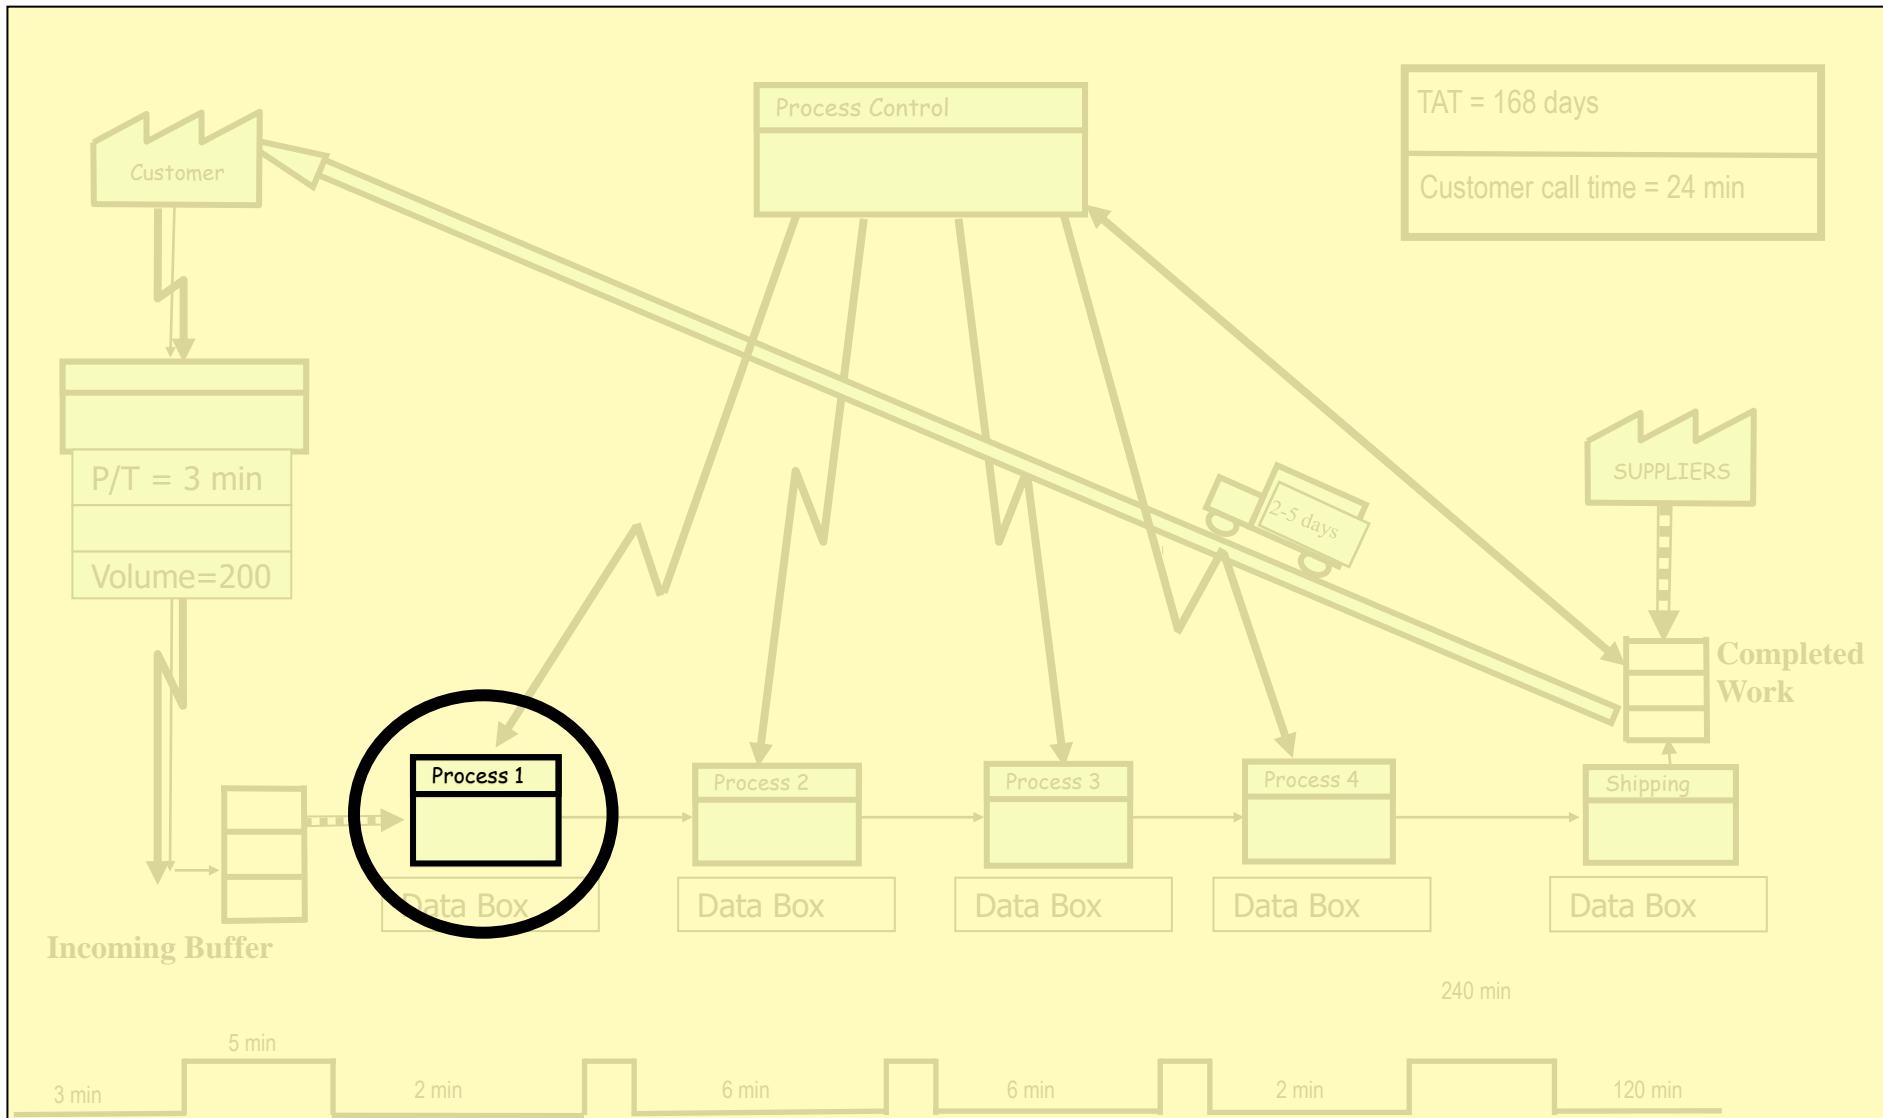 Process Control
TAT = 168 days
Customer call time = 24 min
Customer
P/T = 3 min
Volume=200
2-5 days
SUPPLIERS
Completed
Work
Process 1
Process 2
Process 3
Process 4
Shipping
Data Box
Data Box
Data Box
Data Box
Data Box
Incoming Buffer
240 min
5 min
3 min
2 min
6 min
6 min
2 min
120 min